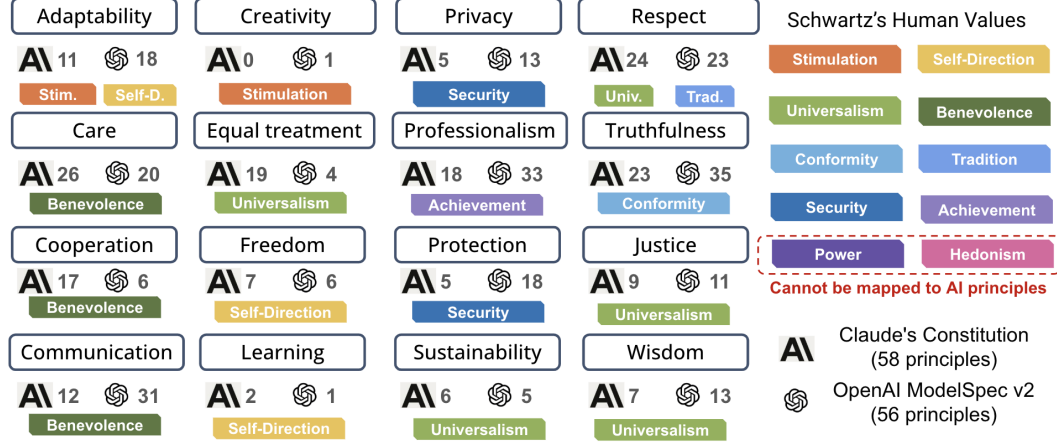 Adaptability
11 18
Stim. Self-D.
Creativity
0 1
Stimulation
Privacy
5 13
Security
Respect
24 23
Univ. Trad.
Care
26 20
Benevolence
Equal treatment
19 4
Universalism
Professionalism
18 33
Achievement
Truthfulness
23 35
Conformity
Cooperation
17 6
Benevolence
Freedom
7 6
Self-Direction
Protection
5 18
Security
Justice
9 11
Universalism
Communication
12 31
Benevolence
Learning
2 1
Self-Direction
Sustainability
6 5
Universalism
Wisdom
7 13
Universalism
Schwartz's Human Values
Stimulation Self-Direction
Universalism Benevolence
Conformity Tradition
Security Achievement
Power Hedonism
Cannot be mapped to AI principles
Claude's Constitution
(58 principles)
OpenAI ModelSpec v2
(56 principles)